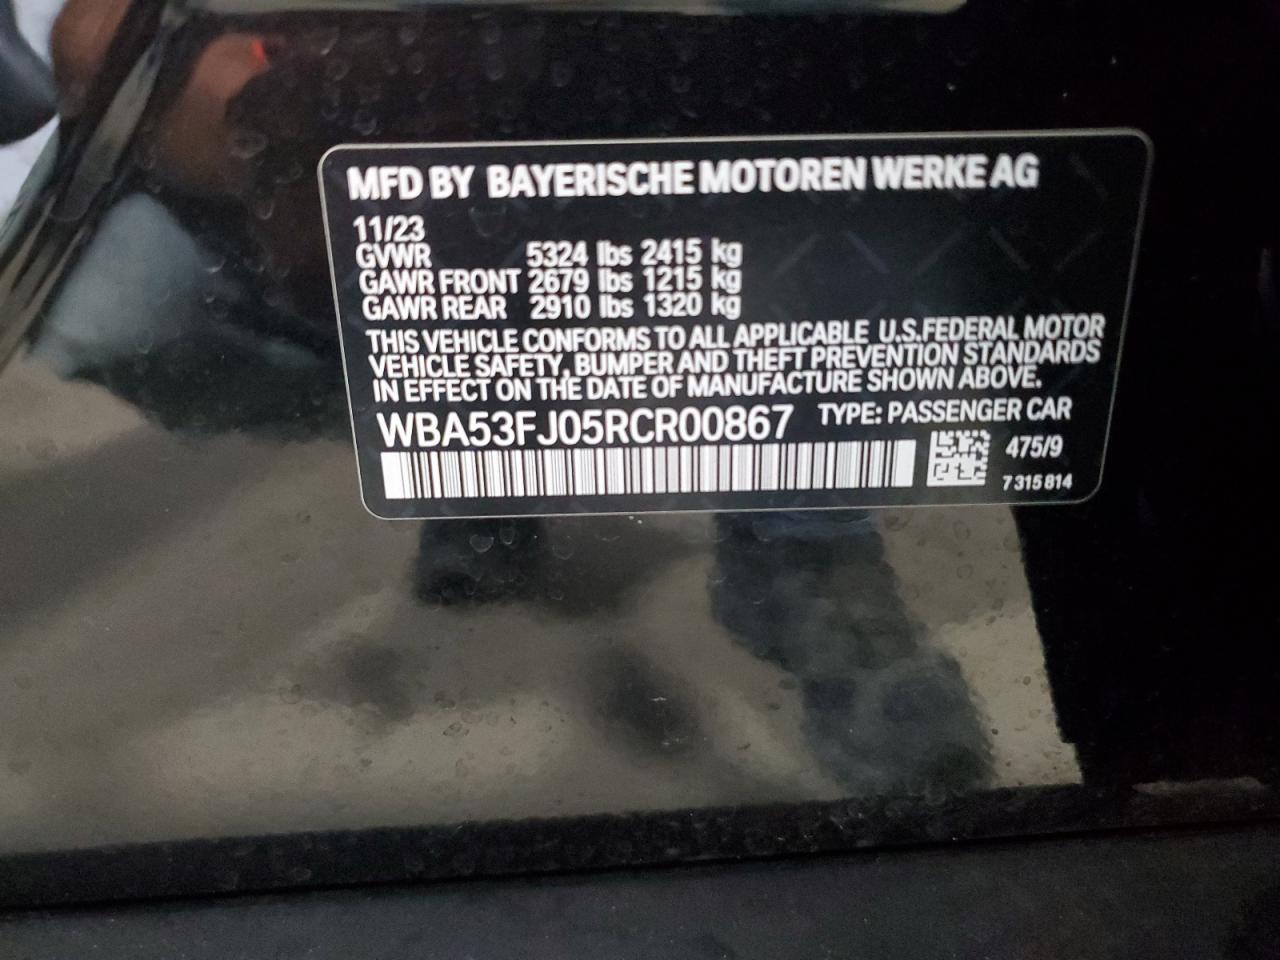 MFD BY BAYERISCHE MOTOREN WERKE AG
11/23
GVWR 5324 lbs 2415 kg
GAWR FRONT 2679 lbs 1215 kg
GAWR REAR 2910 lbs 1320 kg
THIS VEHICLE CONFORMS TO ALL APPLICABLE U.S.FEDERAL MOTOR
VEHICLE SAFETY, BUMPER AND THEFT PREVENTION STANDARDS
IN EFFECT ON THE DATE OF MANUFACTURE SHOWN ABOVE.
WBA53FJ05RCR00867 TYPE: PASSENGER CAR
475/9
7 315 814